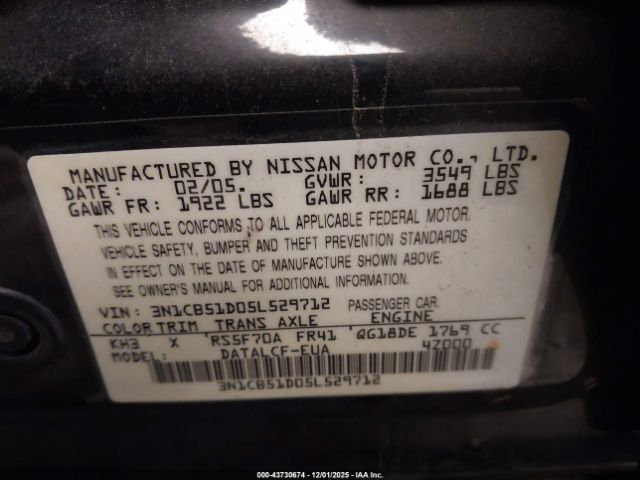 MANUFACTURED BY NISSAN MOTOR CO., LTD.
DATE: 02/05. GVWR: 3549 LBS
GAWR FR: 1922 LBS GAWR RR: 1688 LBS
THIS VEHICLE CONFORMS TO ALL APPLICABLE FEDERAL MOTOR
VEHICLE SAFETY, BUMPER AND THEFT PREVENTION STANDARDS
IN EFFECT ON THE DATE OF MANUFACTURE SHOWN ABOVE.
SEE OWNER'S MANUAL FOR ADDITIONAL INFORMATION.
VIN: 3N1CB51D05L529712 PASSENGER CAR.
COLOR TRIM TRANS AXLE ENGINE
KH3 X RS5F70A FR41 QG18DE 1769 CC
MODEL: DATALCF-EUA 4Z000
3N1CB51D05L529712
000-43730674 • 12/01/2025 • IAA Inc.